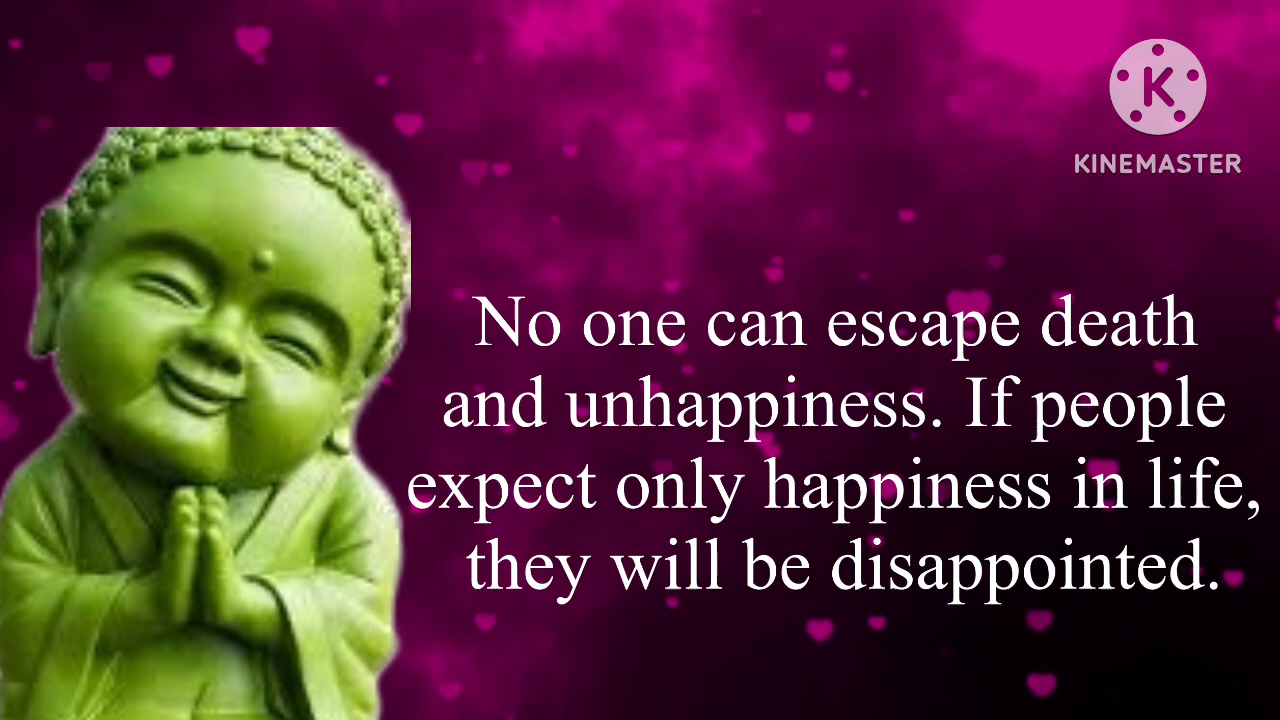 K
KINEMASTER
No one can escape death
and unhappiness. If people
expect only happiness in life,
they will be disappointed.